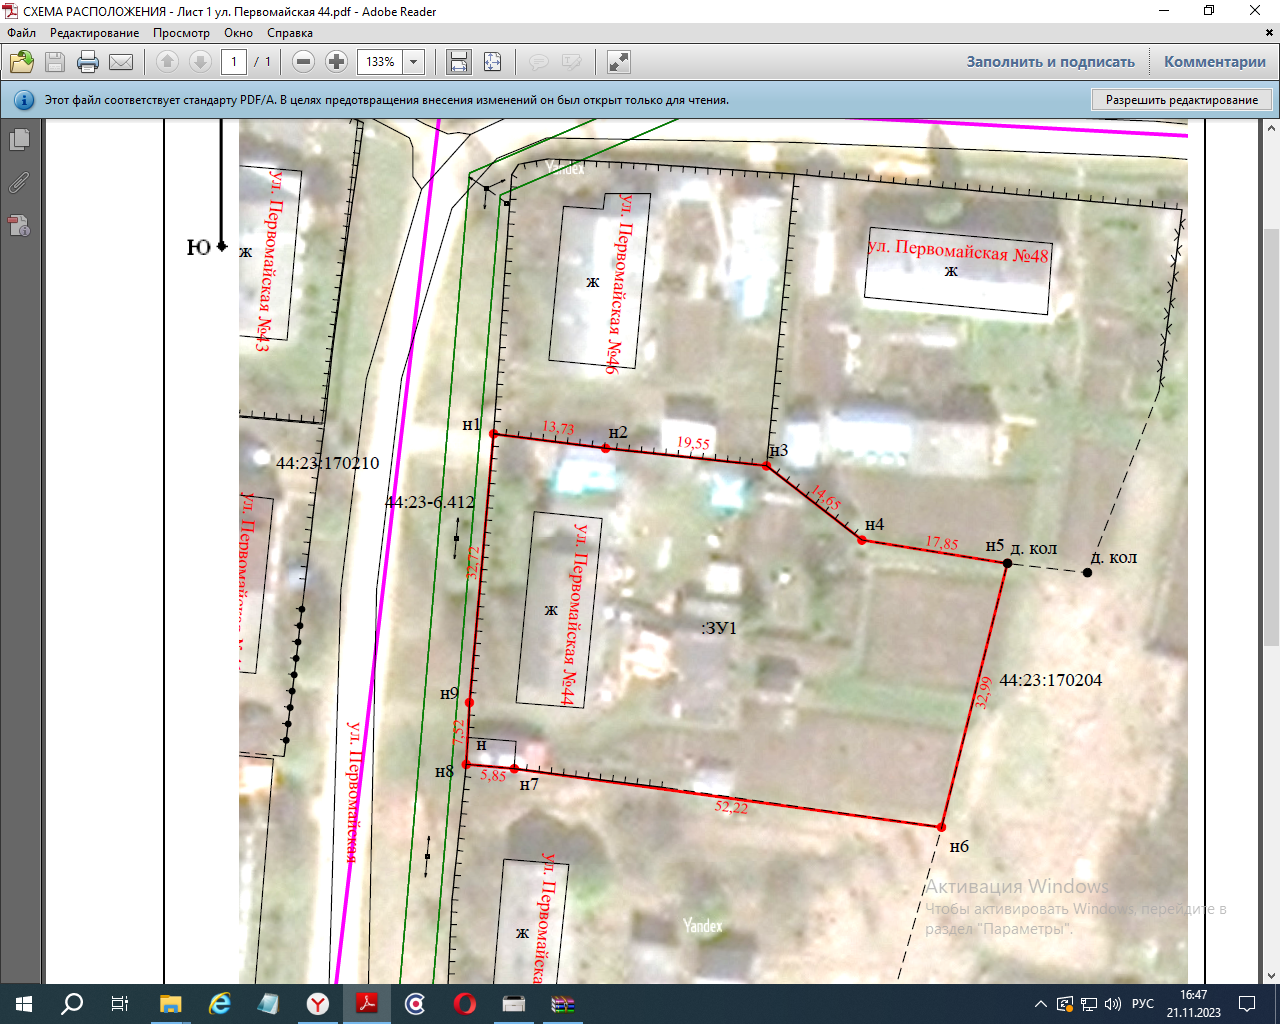 СХЕМА РАСПОЛОЖЕНИЯ - Лист 1 ул. Первомайская 44.pdf - Adobe Reader
Файл Редактирование Просмотр Окно Справка
1 / 1 133% Заполнить и подписать Комментарии
Этот файл соответствует стандарту PDF/A. В целях предотвращения внесения изменений он был открыт только для чтения. Разрешить редактирование
Yandex
ул. Первомайская №43
ж
Ю
ул. Первомайская №46
ж
ул. Первомайская №48
ж
н1
13,73
н2
19,55
н3
44:23:170210
44:23-6.412
14,65
н4
17,85
н5
д. кол
д. кол
32,72
ул. Первомайская №44
ж
:ЗУ1
ул. Первомайская
44:23:170204
32,99
н9
7,52
н
н8
5,85
н7
52,22
н6
ул. Первомайская
ул. Первомайская
ж
Yandex
Активация Windows
Чтобы активировать Windows, перейдите в
раздел "Параметры".
РУС
16:47
21.11.2023